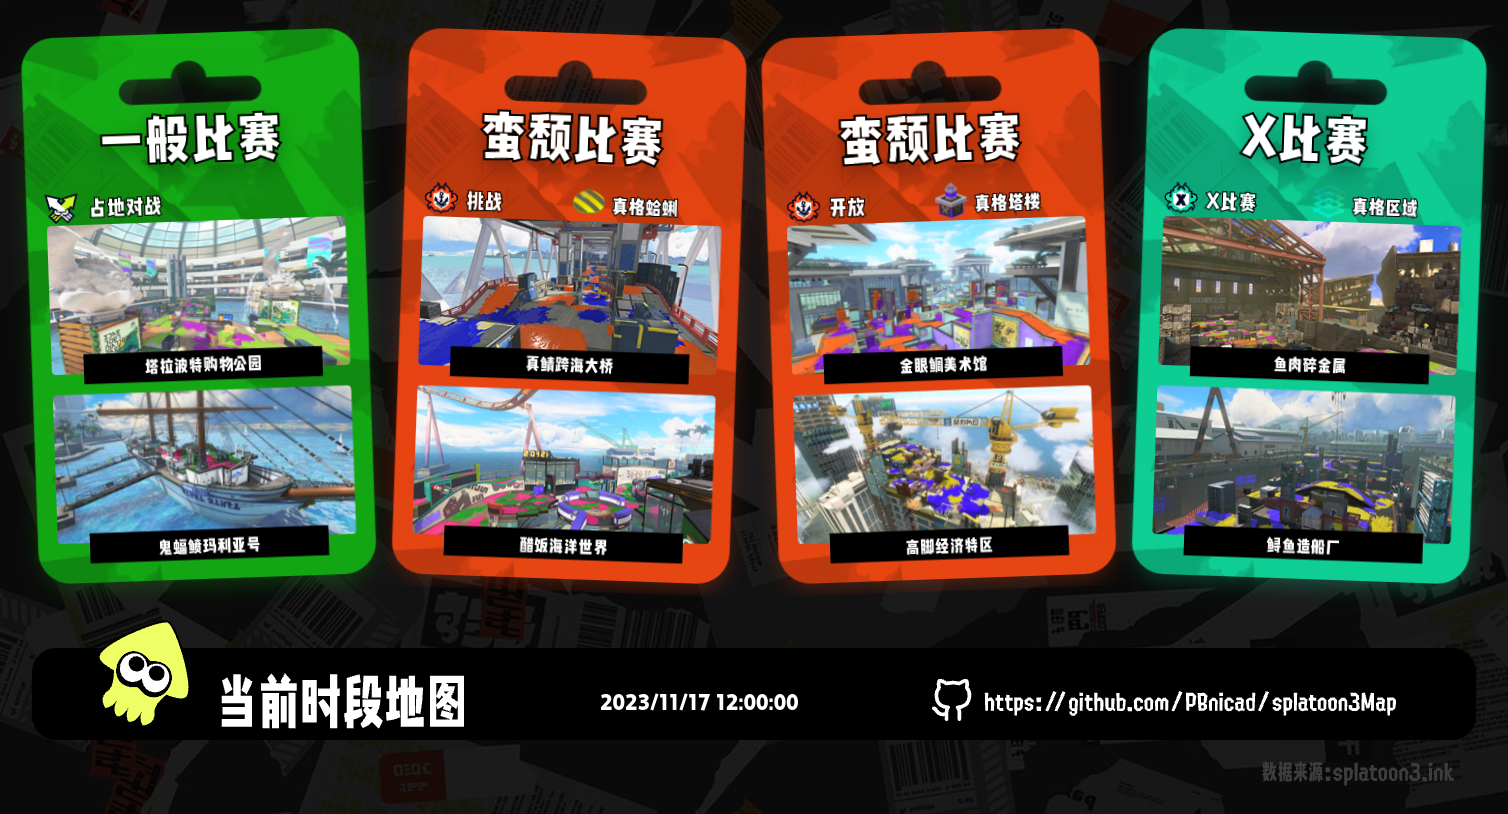 一般比赛
占地对战
塔拉波特购物公园
鬼蝠鲼玛利亚号
蛮颓比赛
挑战
真格蛤蜊
真鲭跨海大桥
醋饭海洋世界
蛮颓比赛
开放
真格塔楼
金眼鲷美术馆
高脚经济特区
X比赛
X比赛
真格区域
鱼肉碎金属
鲟鱼造船厂
当前时段地图
2023/11/17 12:00:00
https://github.com/PBnicad/splatoon3Map
数据来源:splatoon3.ink